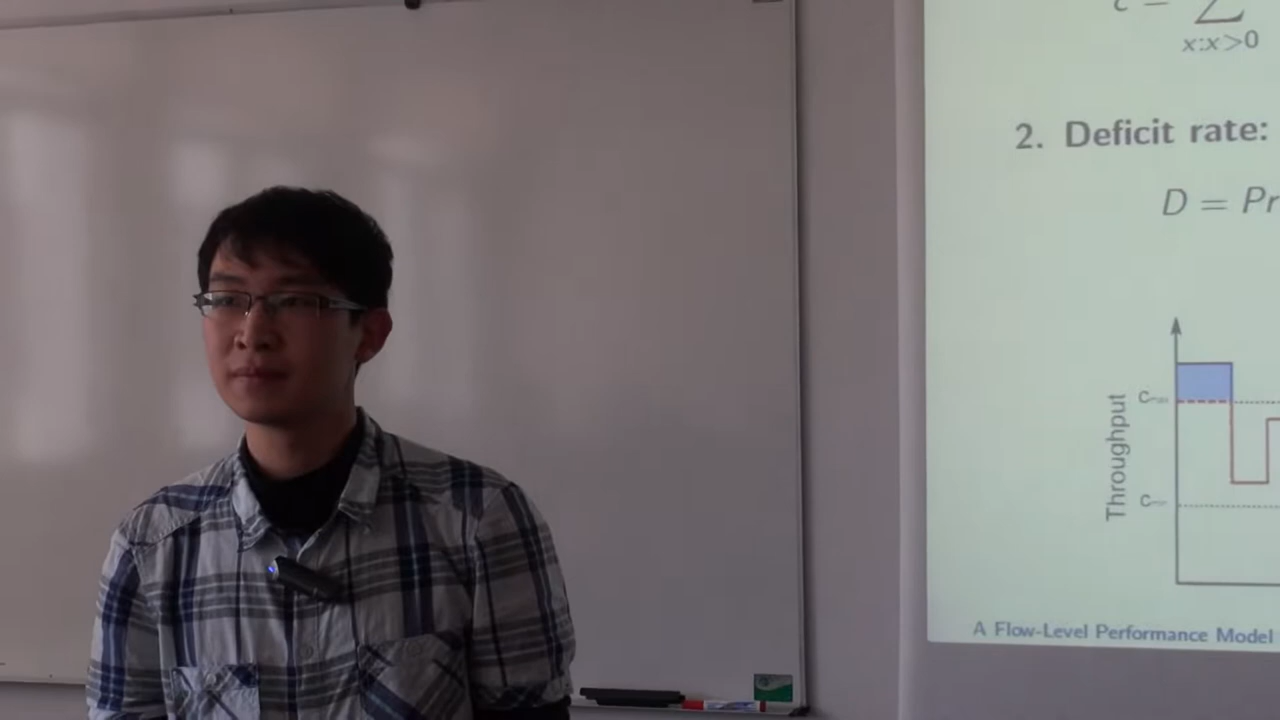 x:x>0
2. Deficit rate:
D = Pr
Throughput
A Flow-Level Performance Model